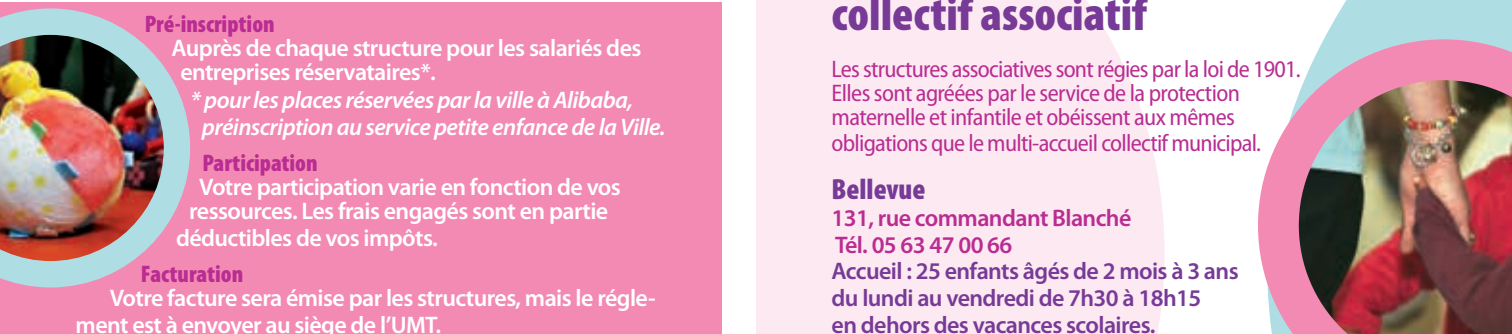 Pré-inscription
Auprès de chaque structure pour les salariés des
entreprises réservataires*.
* pour les places réservées par la ville à Alibaba,
préinscription au service petite enfance de la Ville.
Participation
Votre participation varie en fonction de vos
ressources. Les frais engagés sont en partie
déductibles de vos impôts.
Facturation
Votre facture sera émise par les structures, mais le régle-
ment est à envoyer au siège de l'UMT.
collectif associatif
Les structures associatives sont régies par la loi de 1901.
Elles sont agréées par le service de la protection
maternelle et infantile et obéissent aux mêmes
obligations que le multi-accueil collectif municipal.
Bellevue
131, rue commandant Blanché
Tél. 05 63 47 00 66
Accueil : 25 enfants âgés de 2 mois à 3 ans
du lundi au vendredi de 7h30 à 18h15
en dehors des vacances scolaires.